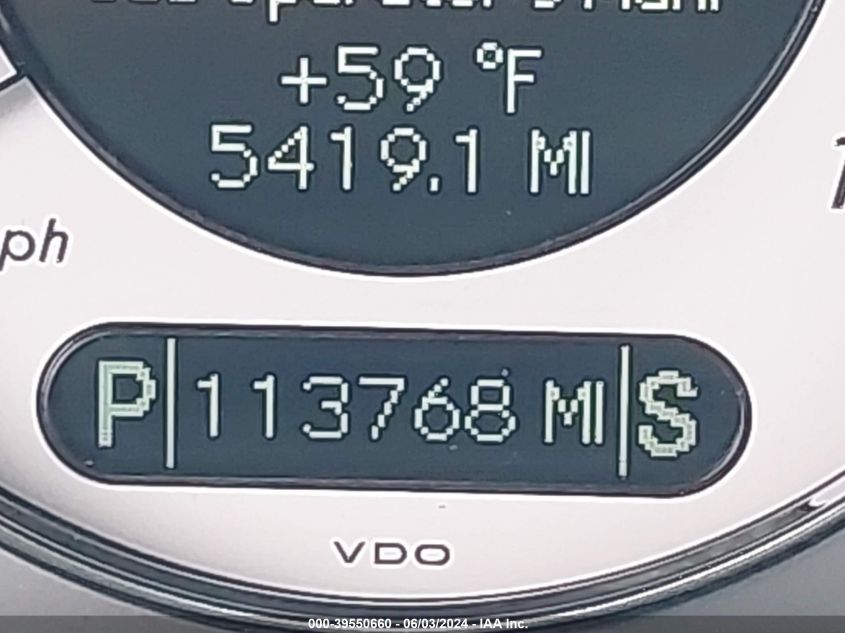 +59 °F
5419.1 MI
ph
P 113768 MI S
VDO
000-39550660 - 06/03/2024 - IAA Inc.